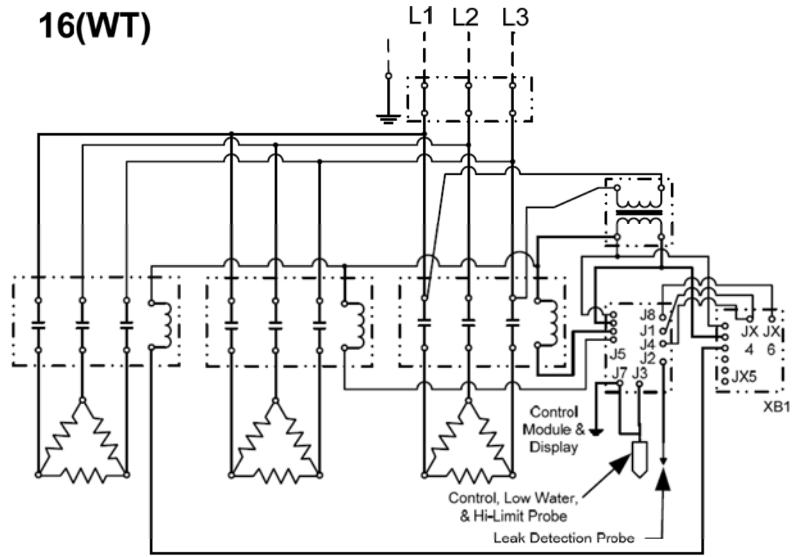 16(WT)
L1 L2 L3
J8
J1
J4
J5
J2
J7 J3
JX JX
4 6
JX5
XB1
Control
Module &
Display
Control, Low Water,
& Hi-Limit Probe
Leak Detection Probe